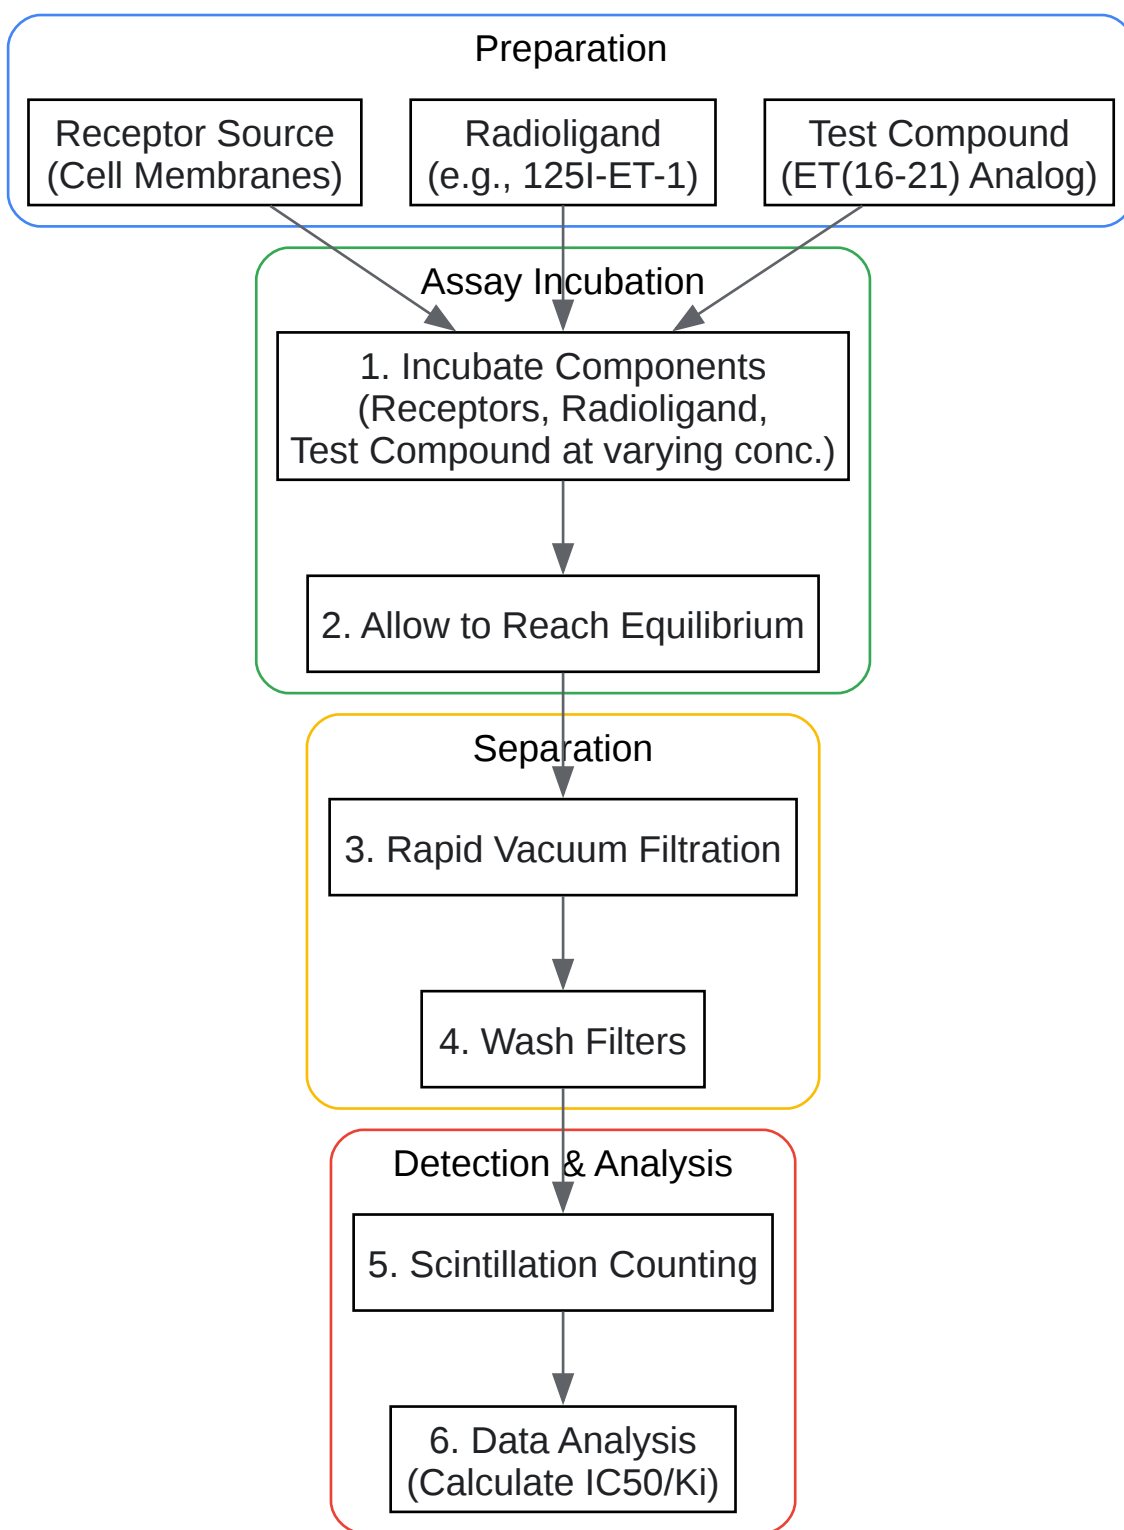 Preparation
Receptor Source
(Cell Membranes)
Radioligand
(e.g., 125I-ET-1)
Test Compound
(ET(16-21) Analog)
Assay Incubation
1. Incubate Components
(Receptors, Radioligand,
Test Compound at varying conc.)
2. Allow to Reach Equilibrium
Separation
3. Rapid Vacuum Filtration
4. Wash Filters
Detection & Analysis
5. Scintillation Counting
6. Data Analysis
(Calculate IC50/Ki)